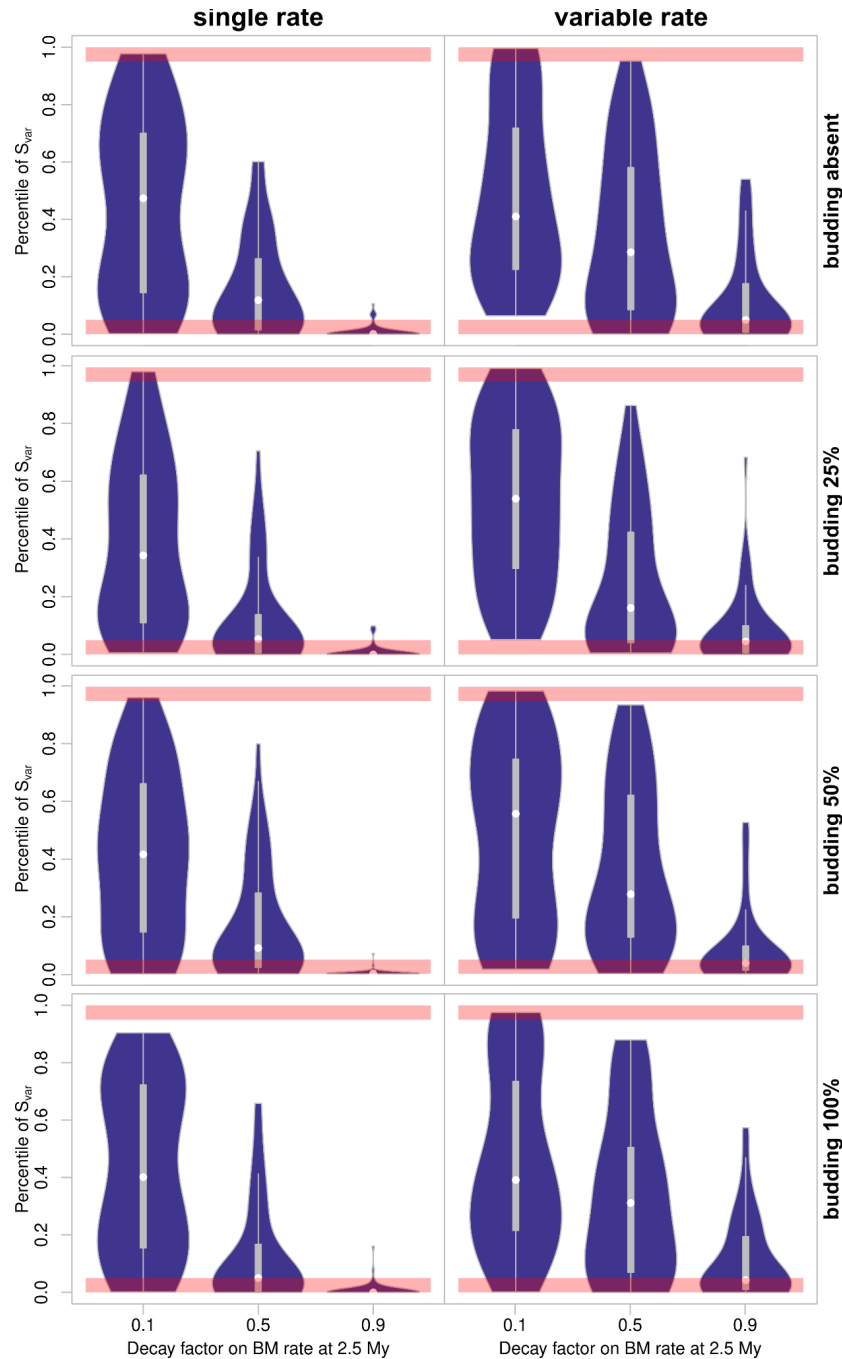 single rate variable rate
1.0
0.8
0.6
0.4
0.2
0.0
Percentile of Svar
budding absent
1.0
0.8
0.6
0.4
0.2
0.0
Percentile of Svar
budding 25%
1.0
0.8
0.6
0.4
0.2
0.0
Percentile of Svar
budding 50%
1.0
0.8
0.6
0.4
0.2
0.0
Percentile of Svar
budding 100%
0.1 0.5 0.9 0.1 0.5 0.9
Decay factor on BM rate at 2.5 My Decay factor on BM rate at 2.5 My